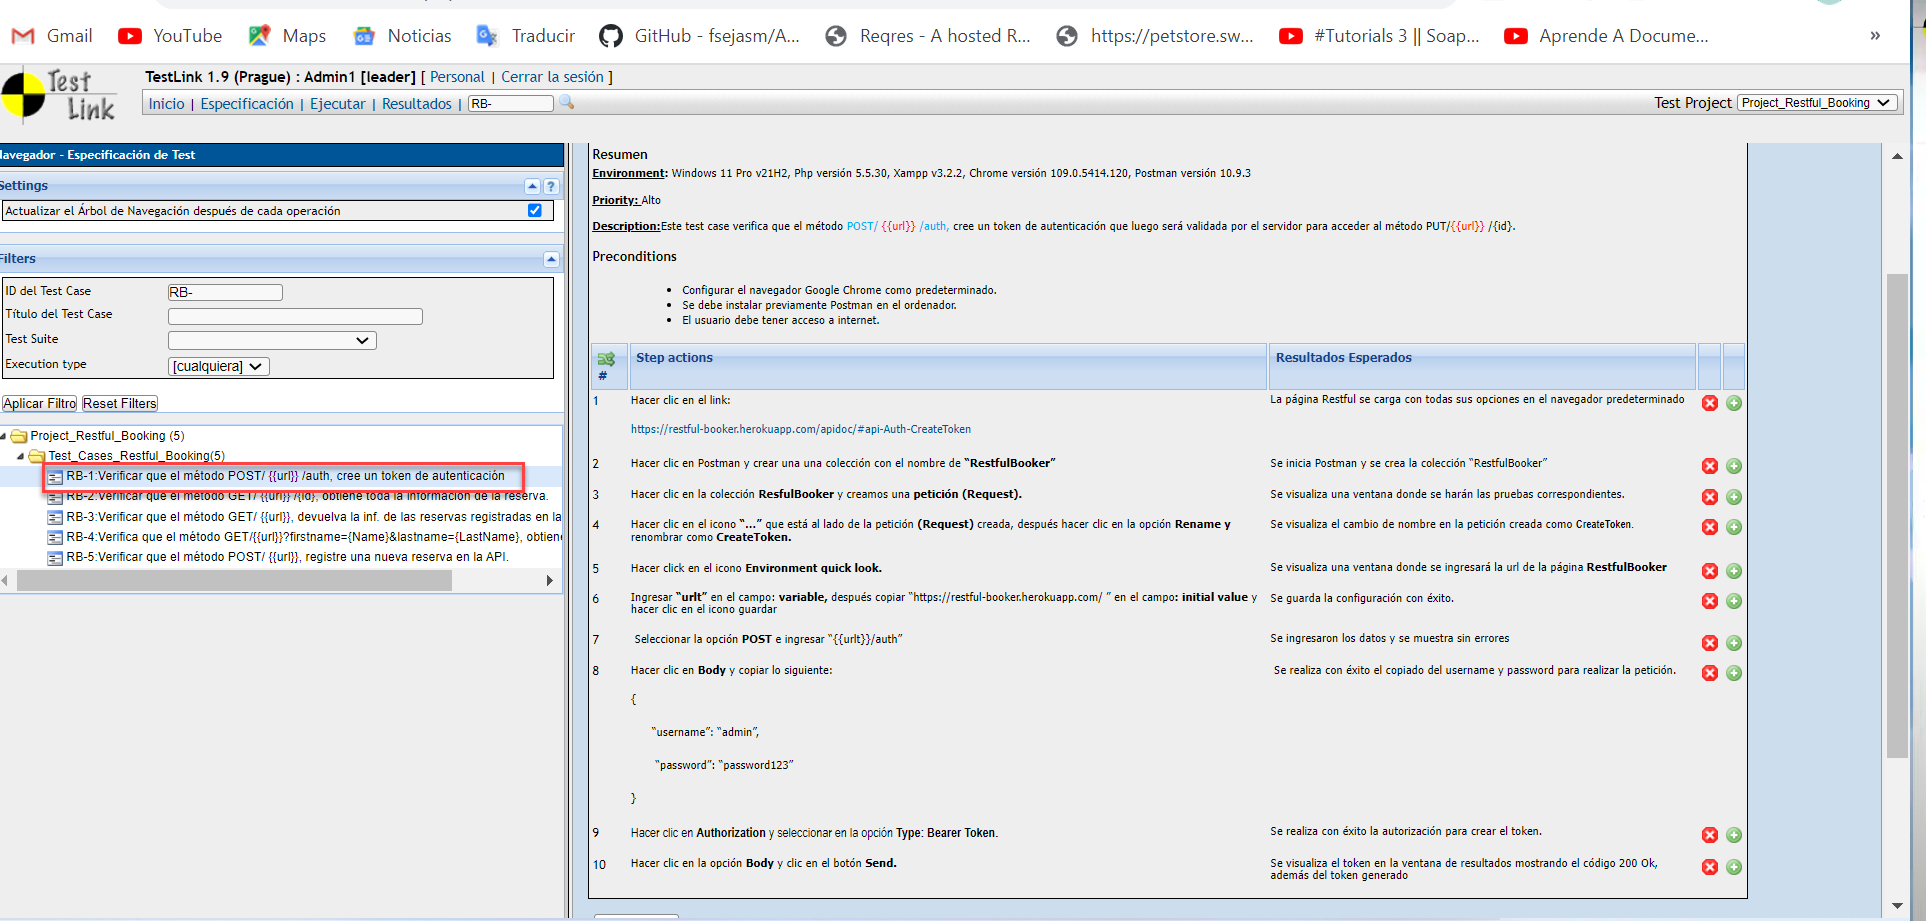 Gmail YouTube Maps Noticias Traducir GitHub - fsejasm/A... Reqres - A hosted R... https://petstore.sw... #Tutorials 3 || Soap... Aprende A Docume... »
Test Link
TestLink 1.9 (Prague) : Admin1 [leader] [ Personal | Cerrar la sesión ]
Inicio | Especificación | Ejecutar | Resultados | RB-
Test Project Project_Restful_Booking
Navegador - Especificación de Test
Settings
Actualizar el Árbol de Navegación después de cada operación
Filters
ID del Test Case RB-
Título del Test Case
Test Suite
Execution type [cualquiera]
Aplicar Filtro Reset Filters
Project_Restful_Booking (5)
Test_Cases_Restful_Booking(5)
RB-1:Verificar que el método POST/ {{url}} /auth, cree un token de autenticación
RB-2:Verificar que el método GET/ {{url}} /{id}, obtiene toda la información de la reserva.
RB-3:Verificar que el método GET/ {{url}}, devuelva la inf. de las reservas registradas en la
RB-4:Verifica que el método GET/{{url}}?firstname={Name}&lastname={LastName}, obtien
RB-5:Verificar que el método POST/ {{url}}, registre una nueva reserva en la API.
Resumen
Environment: Windows 11 Pro v21H2, Php versión 5.5.30, Xampp v3.2.2, Chrome versión 109.0.5414.120, Postman versión 10.9.3
Priority: Alto
Description:Este test case verifica que el método POST/ {{url}} /auth, cree un token de autenticación que luego será validada por el servidor para acceder al método PUT/{{url}} /{id}.
Preconditions
• Configurar el navegador Google Chrome como predeterminado.
• Se debe instalar previamente Postman en el ordenador.
• El usuario debe tener acceso a internet.
# Step actions Resultados Esperados
1 Hacer clic en el link: La página Restful se carga con todas sus opciones en el navegador predeterminado
https://restful-booker.herokuapp.com/apidoc/#api-Auth-CreateToken
2 Hacer clic en Postman y crear una una colección con el nombre de “RestfulBooker” Se inicia Postman y se crea la colección “RestfulBooker”
3 Hacer clic en la colección ResfulBooker y creamos una petición (Request). Se visualiza una ventana donde se harán las pruebas correspondientes.
4 Hacer clic en el icono “...” que está al lado de la petición (Request) creada, después hacer clic en la opción Rename y Se visualiza el cambio de nombre en la petición creada como CreateToken.
renombrar como CreateToken.
5 Hacer click en el icono Environment quick look. Se visualiza una ventana donde se ingresará la url de la página RestfulBooker
6 Ingresar “urlt” en el campo: variable, después copiar “https://restful-booker.herokuapp.com/ ” en el campo: initial value y Se guarda la configuración con éxito.
hacer clic en el icono guardar
7 Seleccionar la opción POST e ingresar “{{urlt}}/auth” Se ingresaron los datos y se muestra sin errores
8 Hacer clic en Body y copiar lo siguiente: Se realiza con éxito el copiado del username y password para realizar la petición.
{
“username”: “admin”,
“password”: “password123”
}
9 Hacer clic en Authorization y seleccionar en la opción Type: Bearer Token. Se realiza con éxito la autorización para crear el token.
10 Hacer clic en la opción Body y clic en el botón Send. Se visualiza el token en la ventana de resultados mostrando el código 200 Ok,
además del token generado